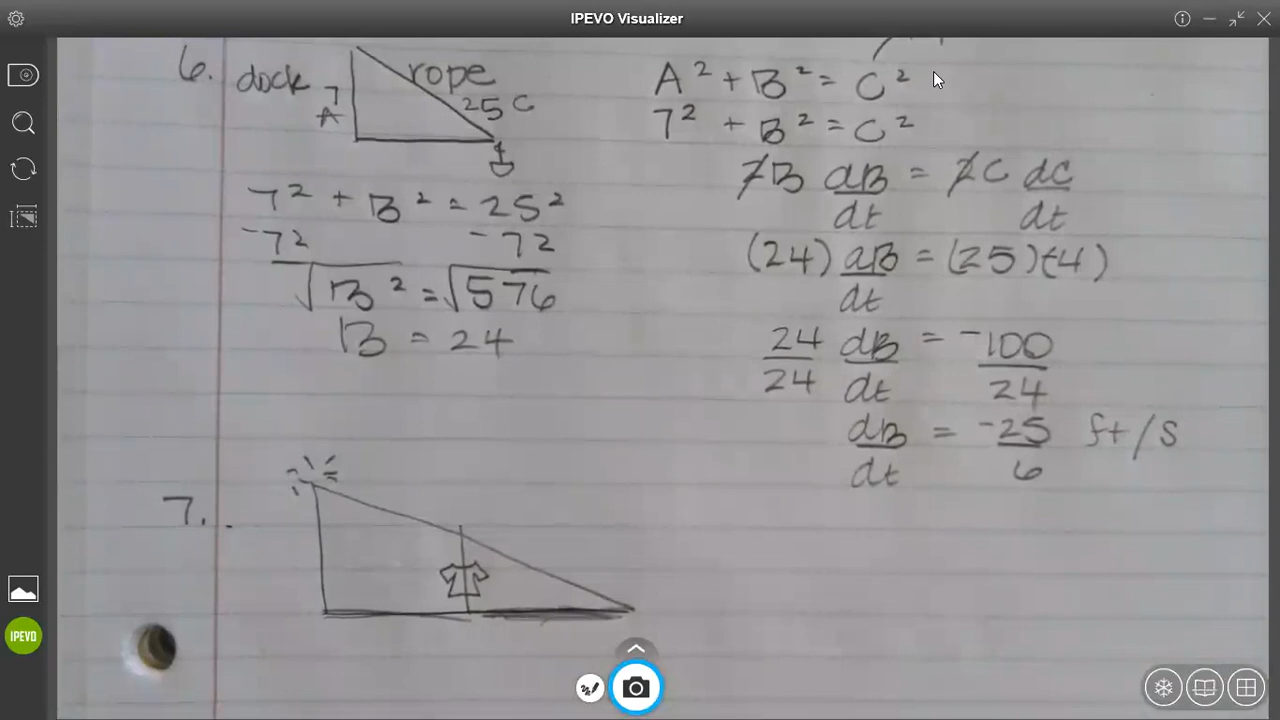 IPEVO Visualizer
6. dock 7 A rope 25 C
7² + B² = 25²
-7² -7²
√B² = √576
B = 24
A² + B² = C²
7² + B² = C²
2B dB/dt = 2C dC/dt
(24) dB/dt = (25)(-4)
24/24 dB/dt = -100/24
dB/dt = -25/6 ft/s
7.
IPEVO